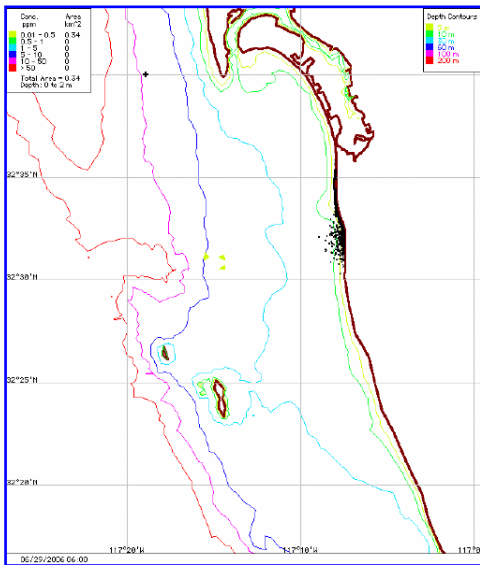 Conc. Area
ppm km^2
0.01 - 0.5 0.34
0.5 - 1 0
1 - 5 0
5 - 10 0
10 - 50 0
> 50 0
Total Area = 0.34
Depth: 0 to 2 m
Depth Contours
5 m
10 m
20 m
60 m
100 m
200 m
32°35'N
32°30'N
32°25'N
32°20'N
06/29/2006 06:00
117°20'W
117°10'W
117°0